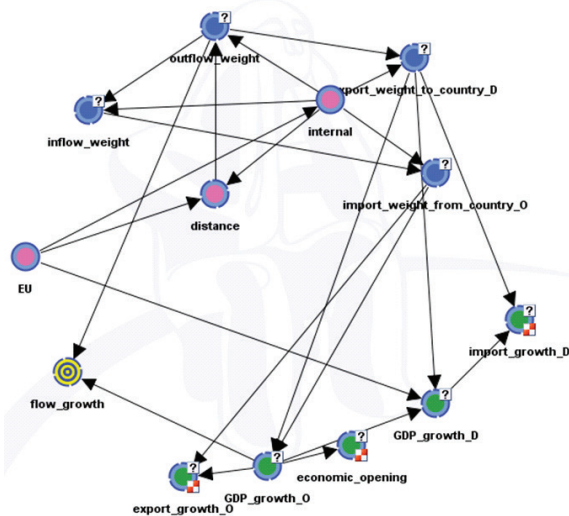 ?
outflow_weight
?
xport_weight_to_country_D
?
internal
inflow_weight
?
import_weight_from_country_O
distance
EU
?
import_growth_D
flow_growth
?
GDP_growth_D
?
economic_opening
?
GDP_growth_O
?
export_growth_O